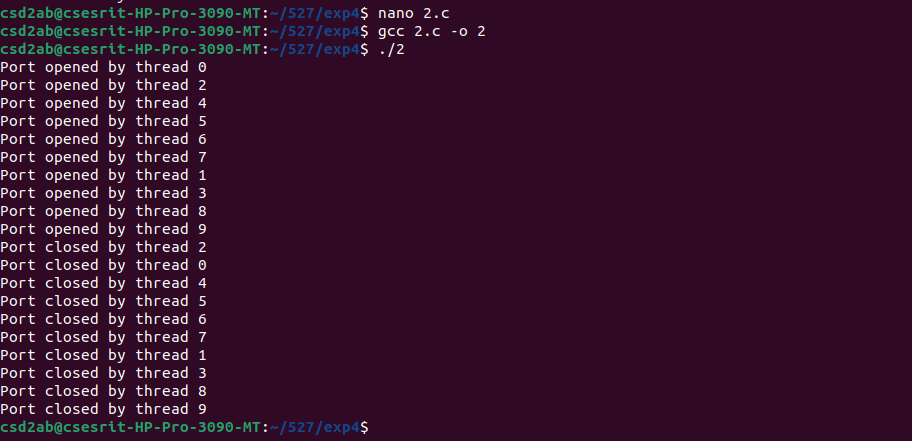 csd2ab@csesrit-HP-Pro-3090-MT:~/527/exp4$ nano 2.c
csd2ab@csesrit-HP-Pro-3090-MT:~/527/exp4$ gcc 2.c -o 2
csd2ab@csesrit-HP-Pro-3090-MT:~/527/exp4$ ./2
Port opened by thread 0
Port opened by thread 2
Port opened by thread 4
Port opened by thread 5
Port opened by thread 6
Port opened by thread 7
Port opened by thread 1
Port opened by thread 3
Port opened by thread 8
Port opened by thread 9
Port closed by thread 2
Port closed by thread 0
Port closed by thread 4
Port closed by thread 5
Port closed by thread 6
Port closed by thread 7
Port closed by thread 1
Port closed by thread 3
Port closed by thread 8
Port closed by thread 9
csd2ab@csesrit-HP-Pro-3090-MT:~/527/exp4$